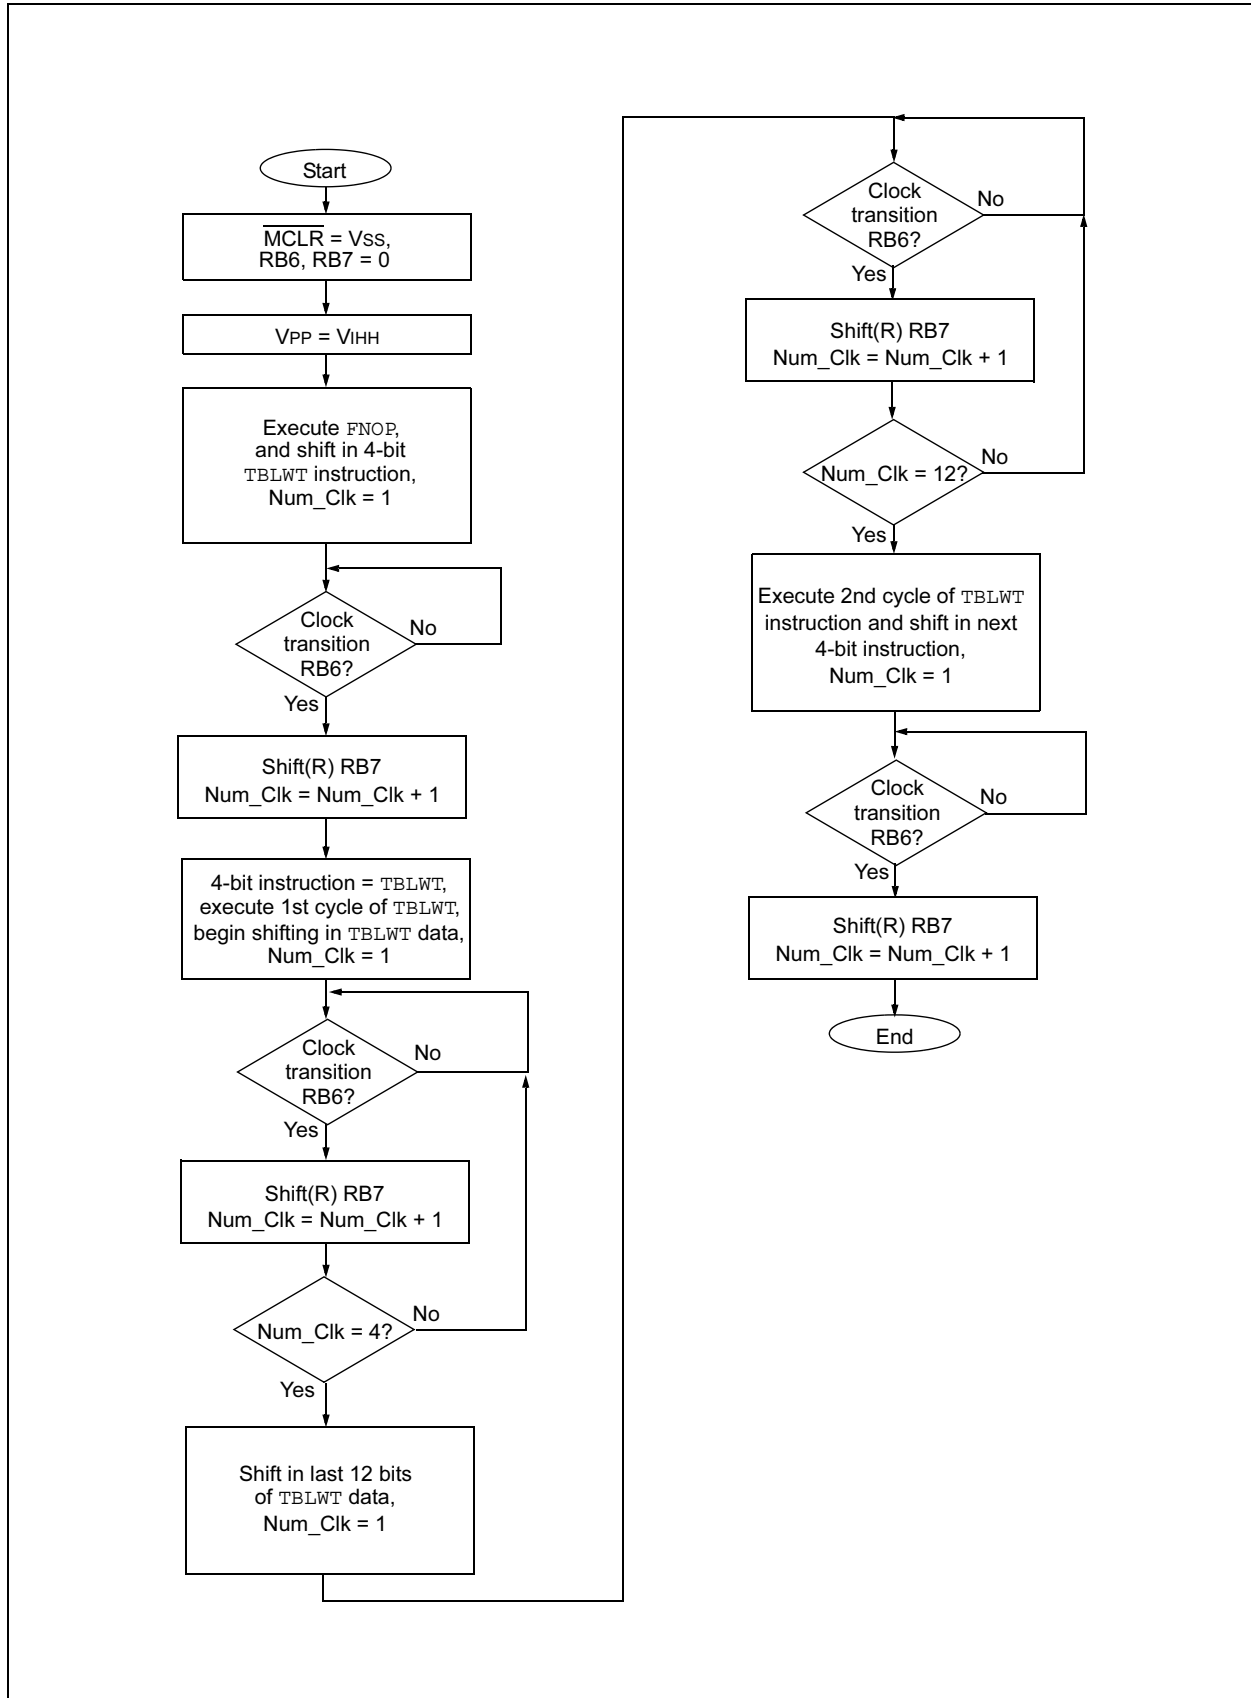 Start
MCLR = VSS,
RB6, RB7 = 0
VPP = VIHH
Execute FNOP,
and shift in 4-bit
TBLWT instruction,
Num_Clk = 1
Clock
transition
RB6?
No
Yes
Shift(R) RB7
Num_Clk = Num_Clk + 1
4-bit instruction = TBLWT,
execute 1st cycle of TBLWT,
begin shifting in TBLWT data,
Num_Clk = 1
Clock
transition
RB6?
No
Yes
Shift(R) RB7
Num_Clk = Num_Clk + 1
Num_Clk = 4?
No
Yes
Shift in last 12 bits
of TBLWT data,
Num_Clk = 1
Clock
transition
RB6?
No
Yes
Shift(R) RB7
Num_Clk = Num_Clk + 1
Num_Clk = 12?
No
Yes
Execute 2nd cycle of TBLWT
instruction and shift in next
4-bit instruction,
Num_Clk = 1
Clock
transition
RB6?
No
Yes
Shift(R) RB7
Num_Clk = Num_Clk + 1
End